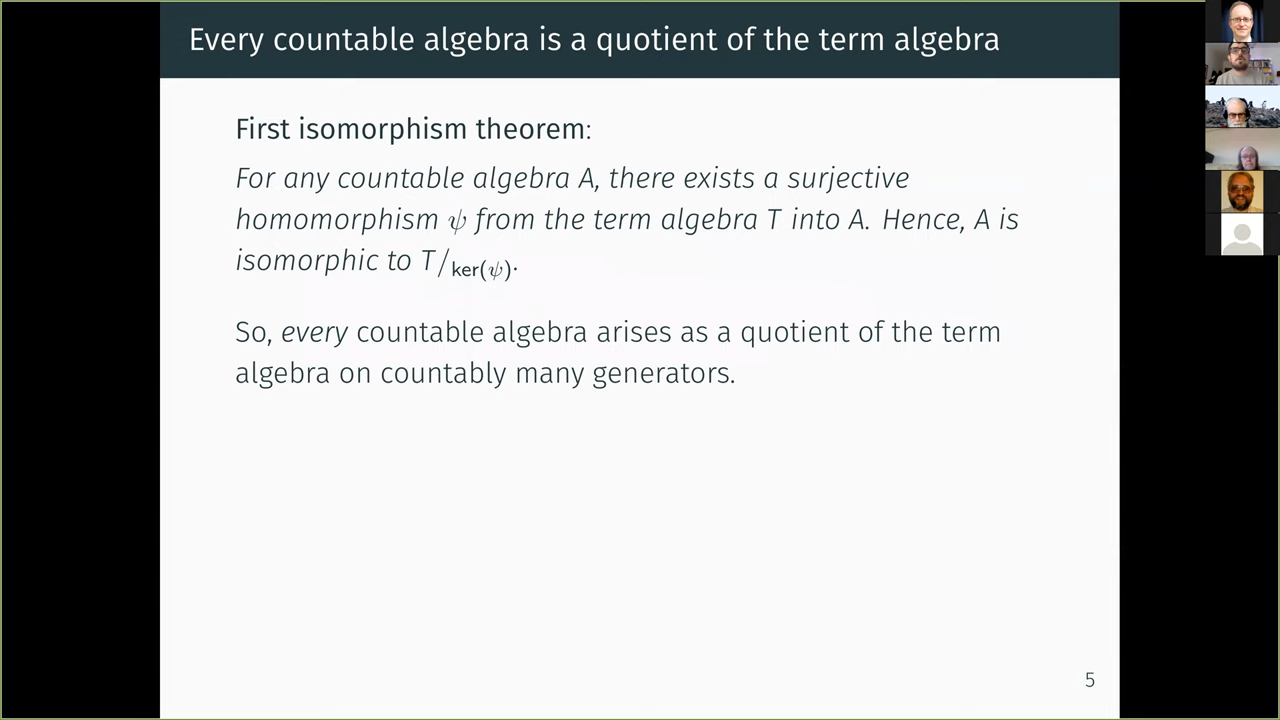 Every countable algebra is a quotient of the term algebra
First isomorphism theorem:
For any countable algebra A, there exists a surjective
homomorphism ψ from the term algebra T into A. Hence, A is
isomorphic to T/ker(ψ).
So, every countable algebra arises as a quotient of the term
algebra on countably many generators.
5